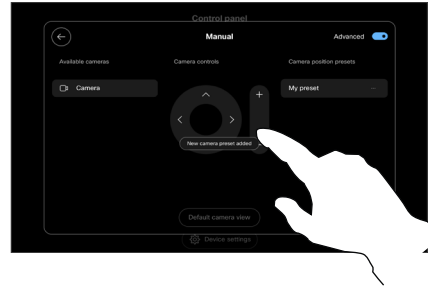 Control panel
Manual
Advanced
Available cameras
Camera controls
Camera position presets
Camera
My preset
New camera preset added
Default camera view
Device settings